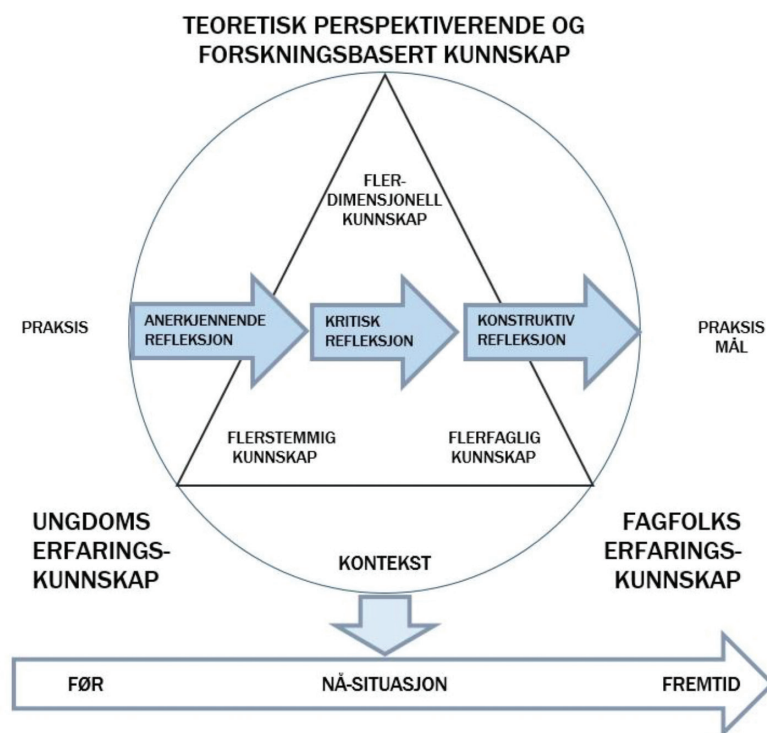 TEORETISK PERSPEKTIVERENDE OG
FORSKNINGSBASERT KUNNSKAP
FLER-
DIMENSJONELL
KUNNSKAP
PRAKSIS
ANERKJENNENDE
REFLEKSJON
KRITISK
REFLEKSJON
KONSTRUKTIV
REFLEKSJON
PRAKSIS
MÅL
FLERSTEMMIG
KUNNSKAP
FLERFAGLIG
KUNNSKAP
UNGDOMS
ERFARINGS-
KUNNSKAP
KONTEKST
FAGFOLKS
ERFARINGS-
KUNNSKAP
FØR
NÅ-SITUASJON
FREMTID